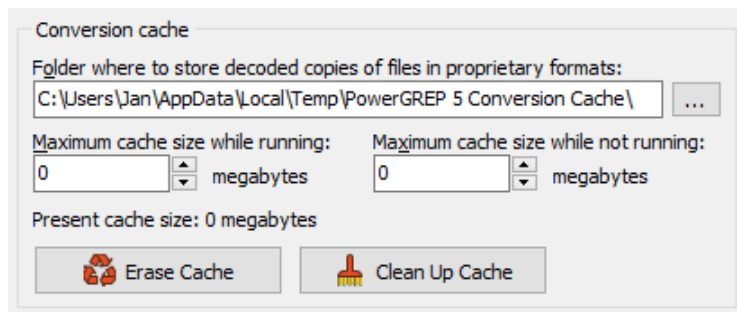 Conversion cache
Folder where to store decoded copies of files in proprietary formats:
C:\Users\Jan\AppData\Local\Temp\PowerGREP 5 Conversion Cache\ ...
Maximum cache size while running: Maximum cache size while not running:
0 megabytes 0 megabytes
Present cache size: 0 megabytes
Erase Cache Clean Up Cache